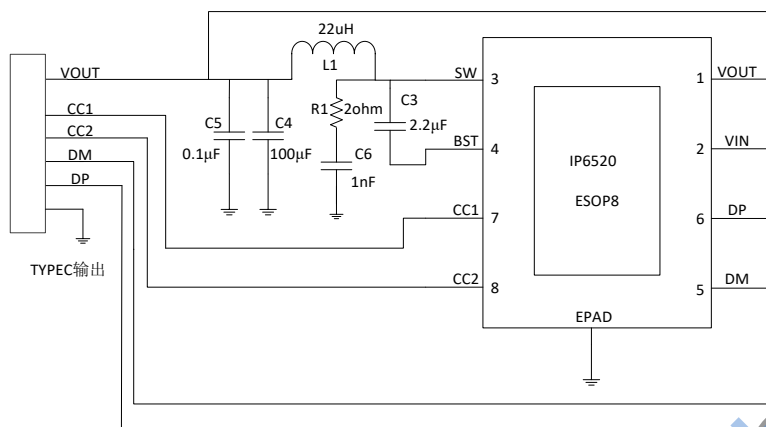 22uH
L1
VOUT
CC1
CC2
DM
DP
TYPEC输出
C5
0.1μF
C4
100μF
R1
2ohm
C6
1nF
C3
2.2μF
SW
3
BST
4
CC1
7
CC2
8
IP6520
ESOP8
EPAD
1
VOUT
2
VIN
6
DP
5
DM